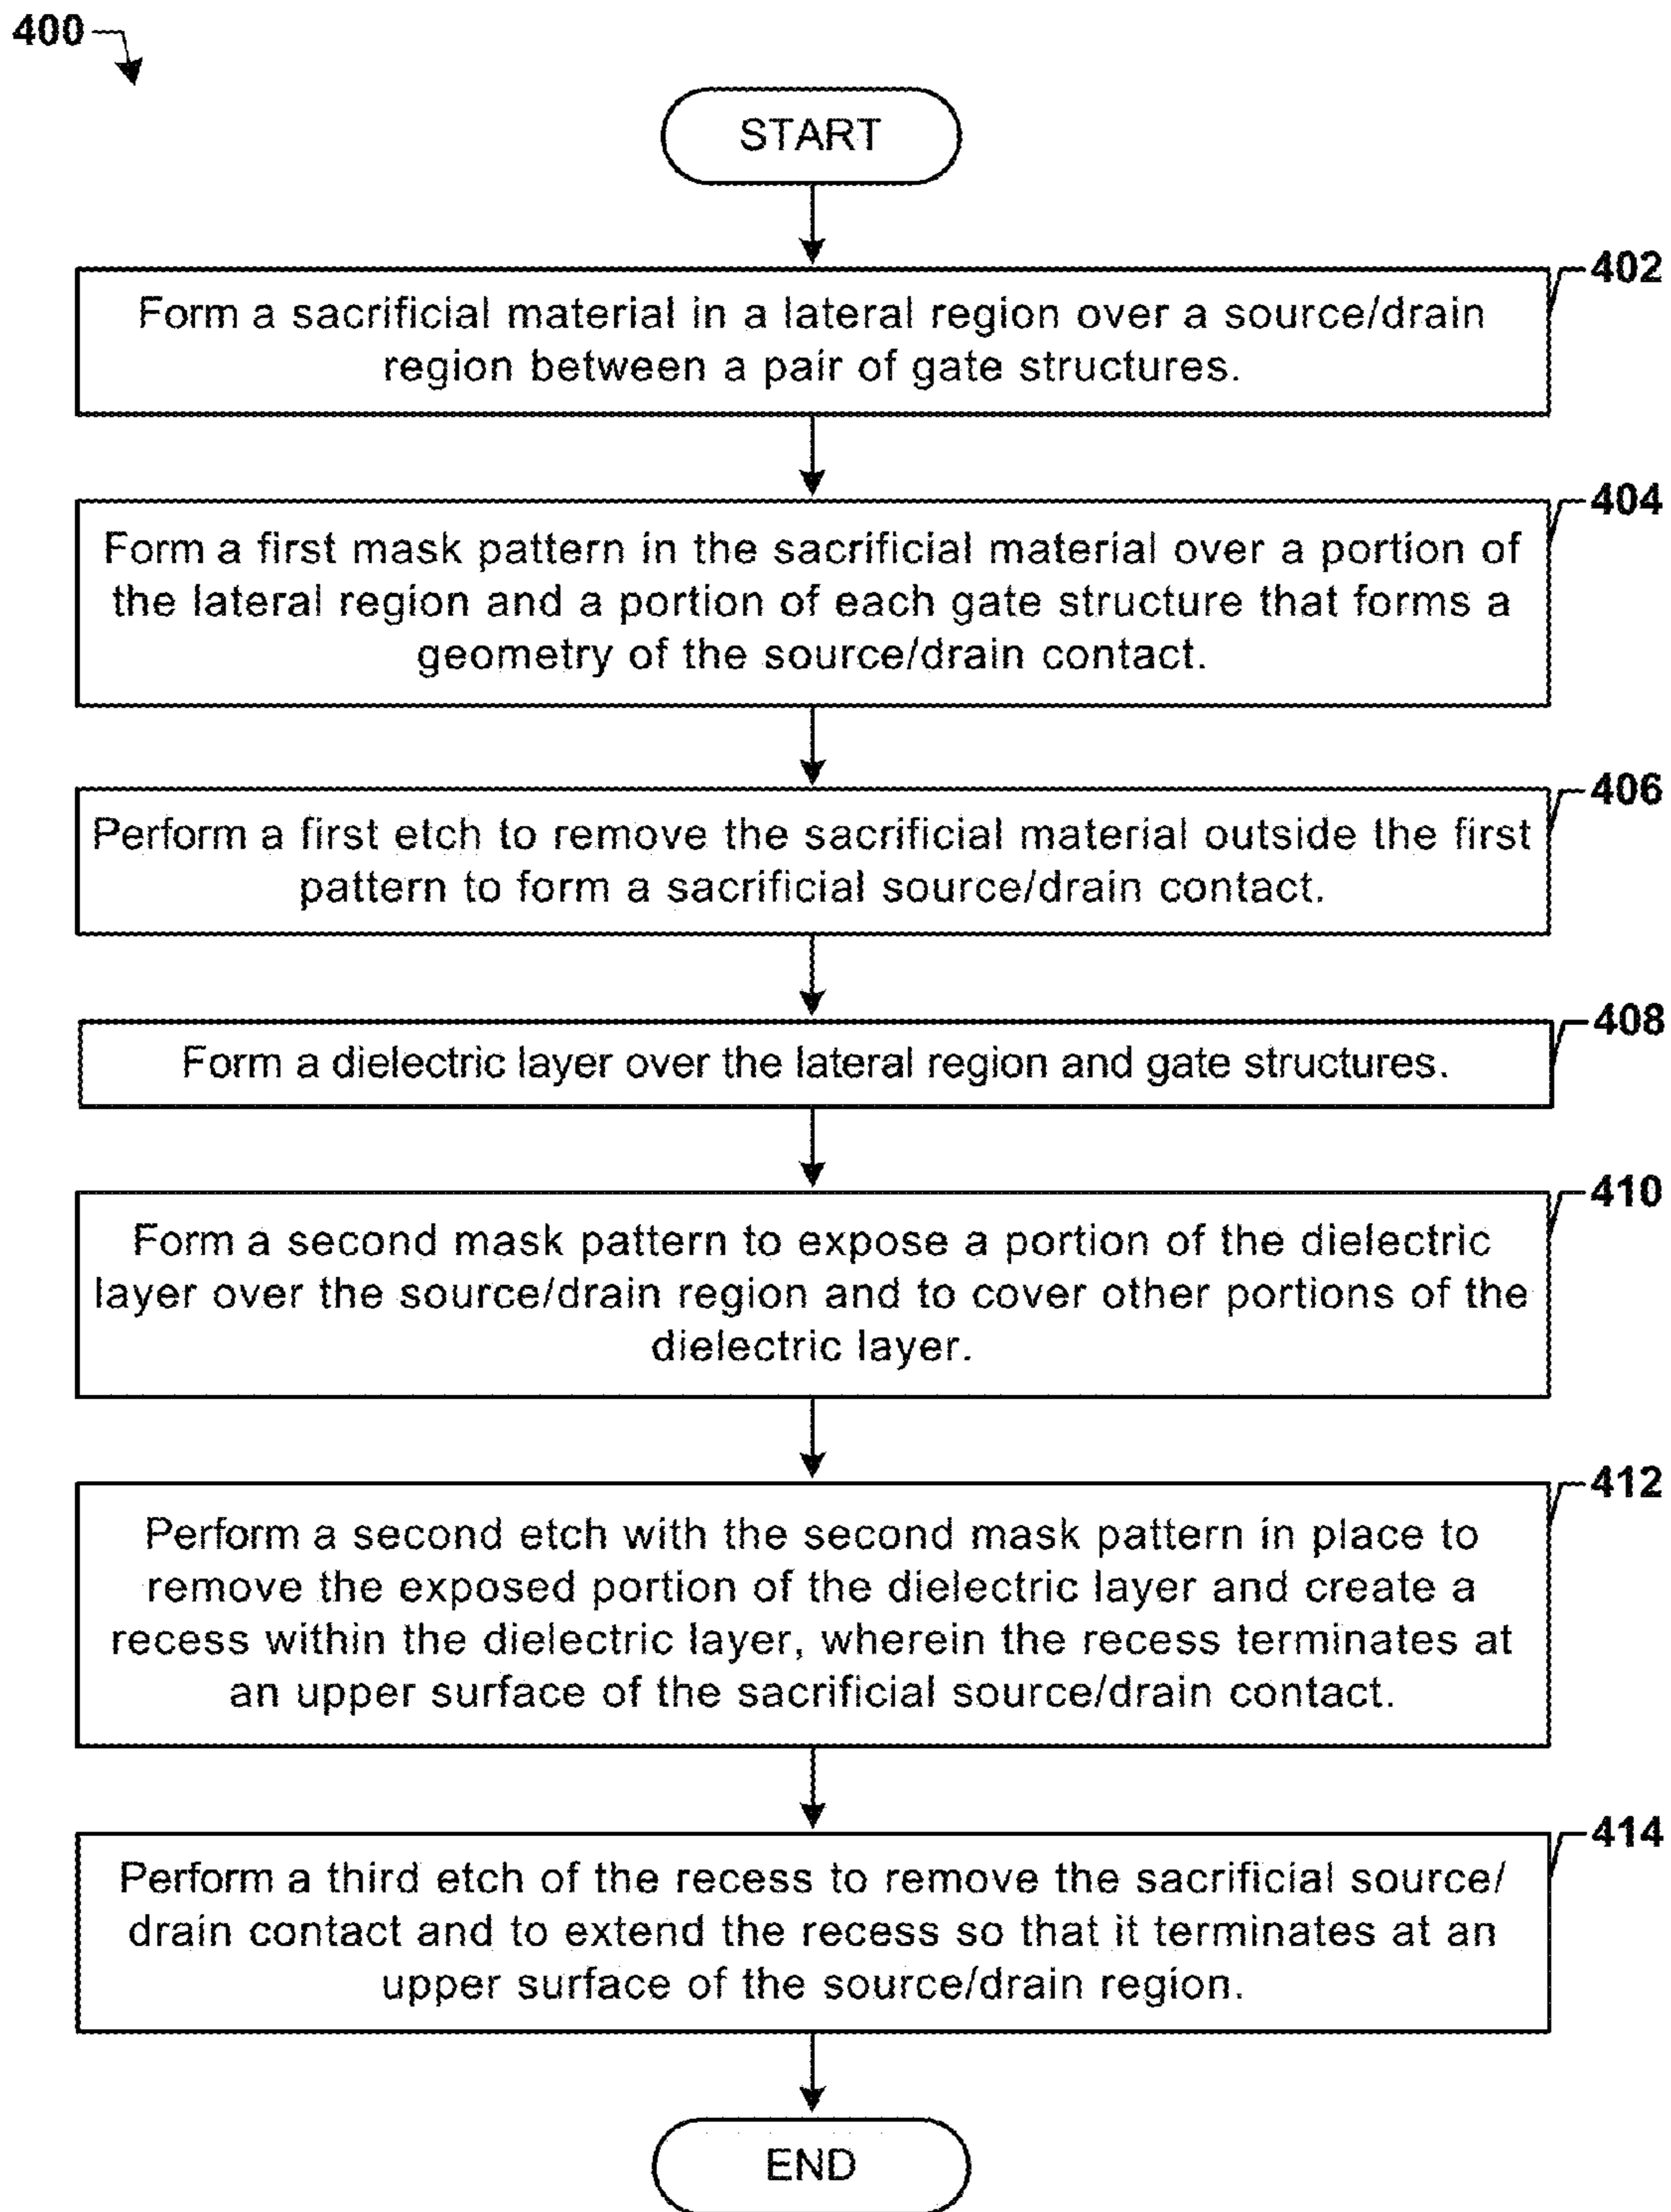 400
START
402
Form a sacrificial material in a lateral region over a source/drain
region between a pair of gate structures.
404
Form a first mask pattern in the sacrificial material over a portion of
the lateral region and a portion of each gate structure that forms a
geometry of the source/drain contact.
406
Perform a first etch to remove the sacrificial material outside the first
pattern to form a sacrificial source/drain contact.
408
Form a dielectric layer over the lateral region and gate structures.
410
Form a second mask pattern to expose a portion of the dielectric
layer over the source/drain region and to cover other portions of the
dielectric layer.
412
Perform a second etch with the second mask pattern in place to
remove the exposed portion of the dielectric layer and create a
recess within the dielectric layer, wherein the recess terminates at
an upper surface of the sacrificial source/drain contact.
414
Perform a third etch of the recess to remove the sacrificial source/
drain contact and to extend the recess so that it terminates at an
upper surface of the source/drain region.
END